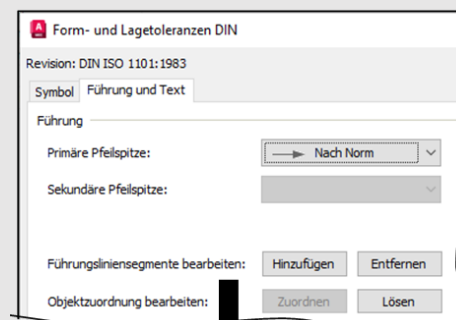 Form- und Lagetoleranzen DIN
Revision: DIN ISO 1101:1983
Symbol Führung und Text
Führung
Primäre Pfeilspitze: Nach Norm
Sekundäre Pfeilspitze:
Führungsliniensegmente bearbeiten: Hinzufügen Entfernen
Objektzuordnung bearbeiten: Zuordnen Lösen